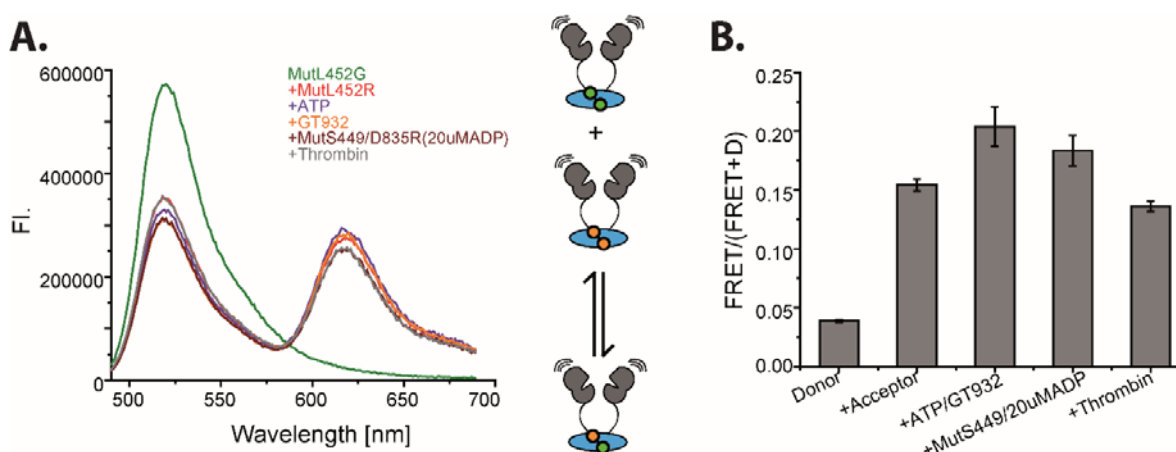 A.
600000
400000
200000
0
FI.
500
550
600
650
700
Wavelength [nm]
MutL452G
+MutL452R
+ATP
+GT932
+MutS449/D835R(20uMADP)
+Thrombin
+
B.
0.25
0.20
0.15
0.10
0.05
0.00
FRET/(FRET+D)
Donor
+Acceptor
+ATP/GT932
+MutS449/20uMADP
+Thrombin